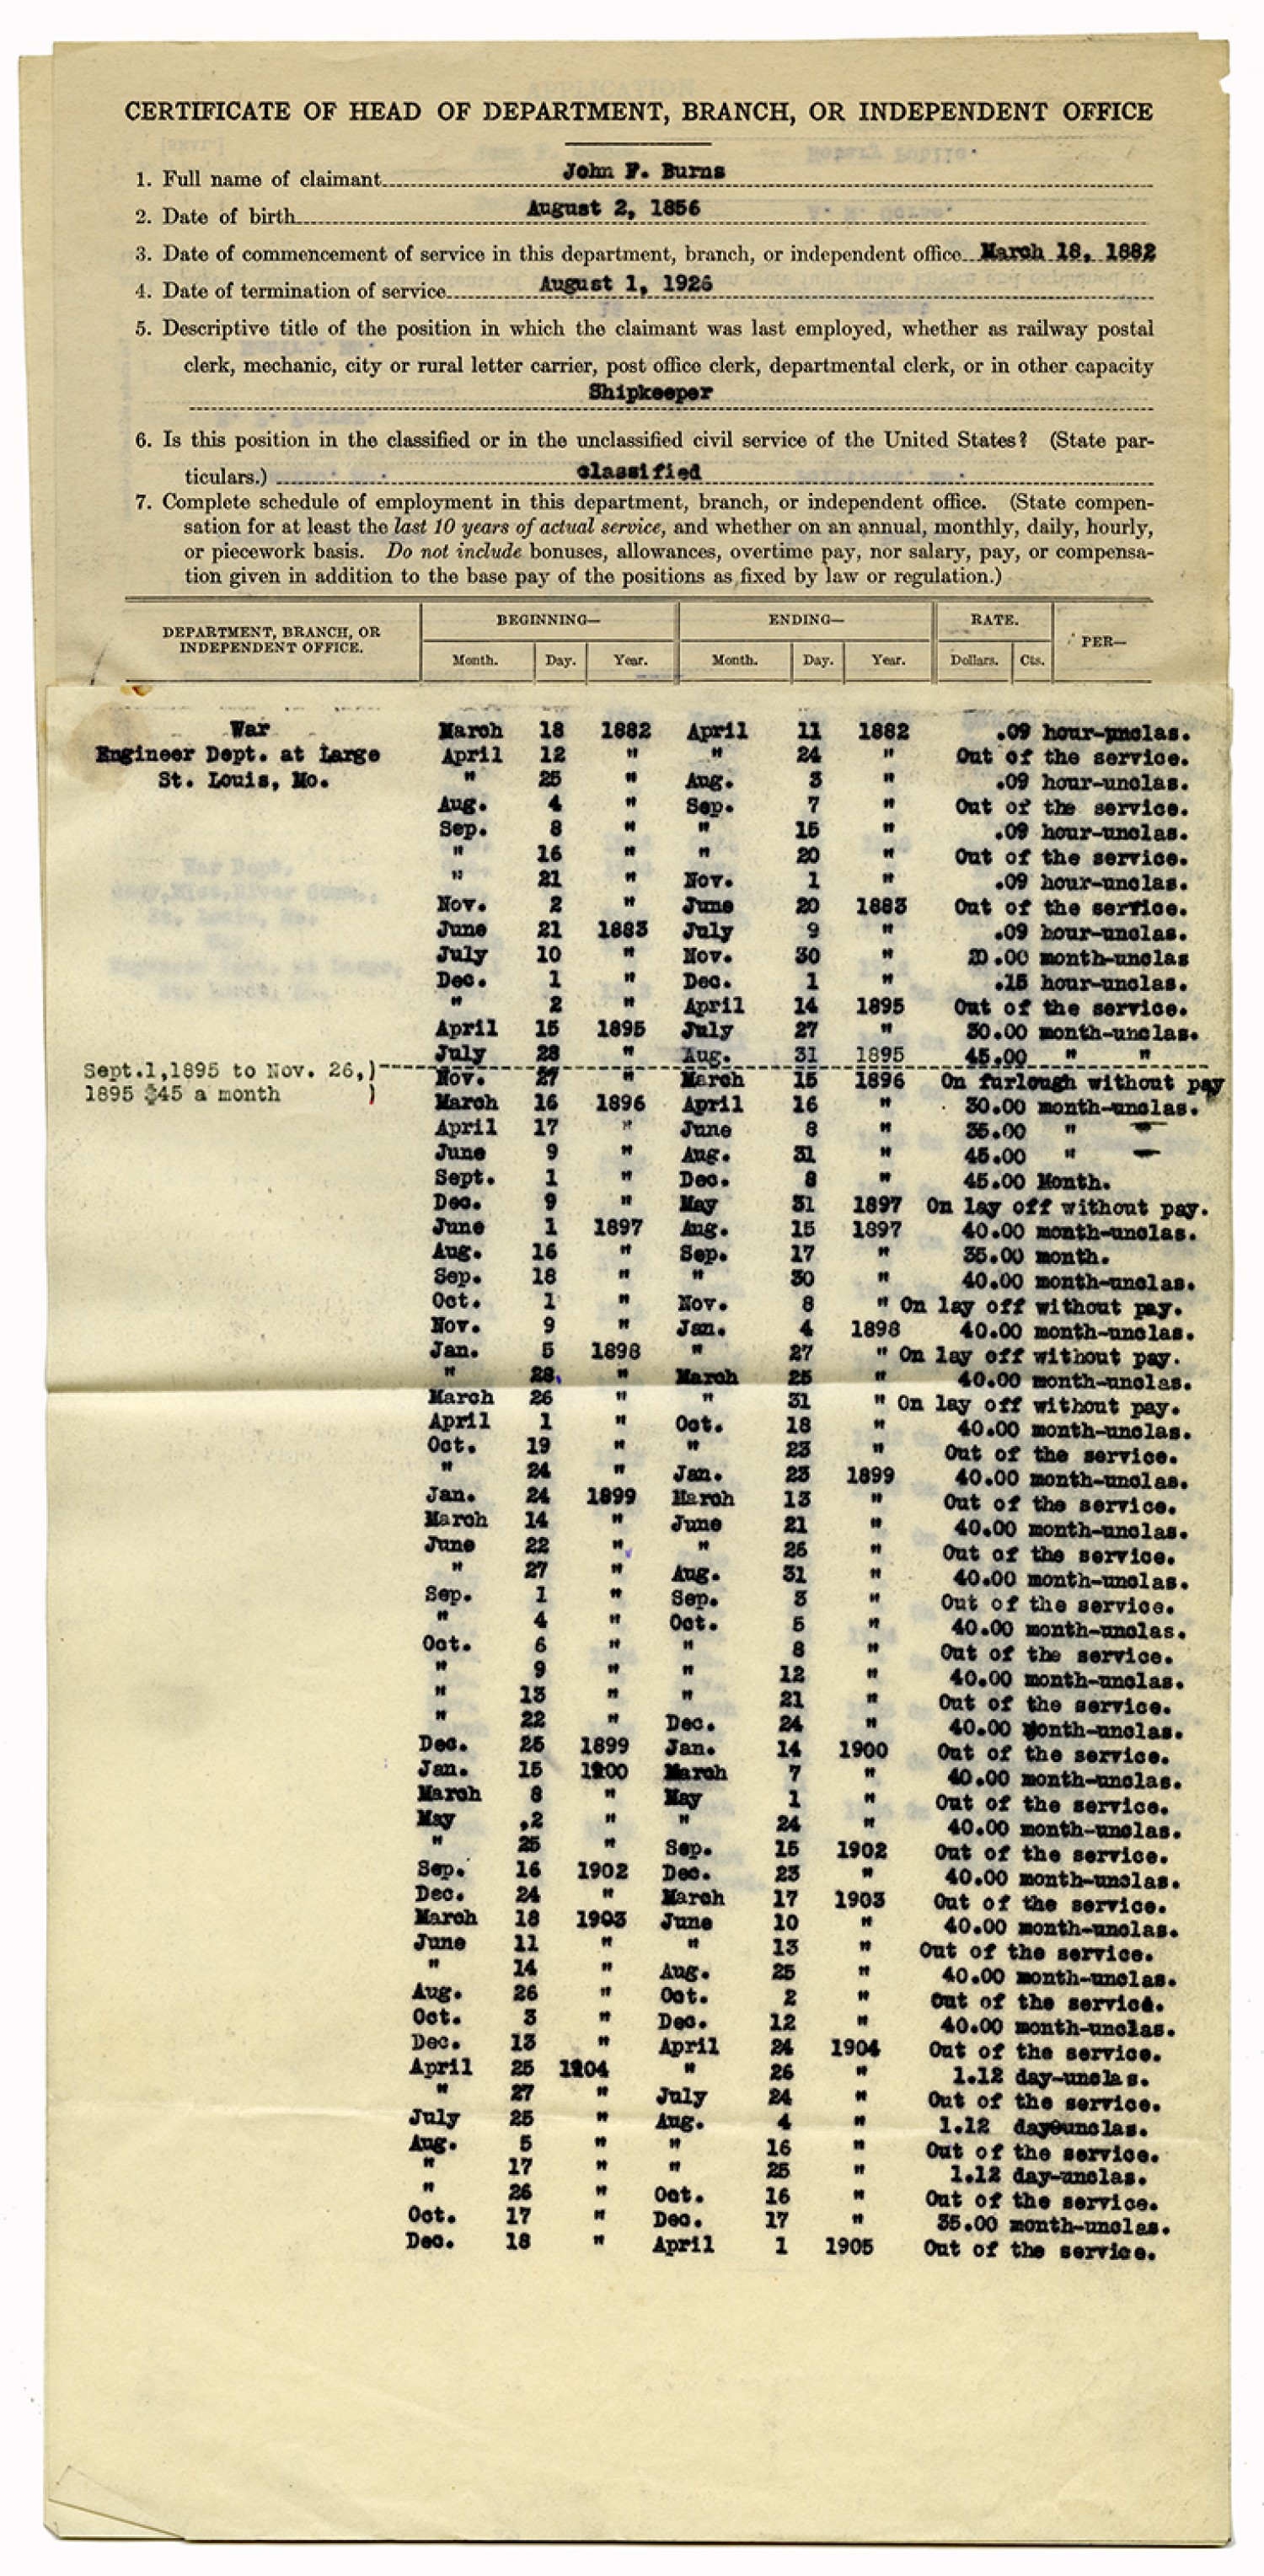 CERTIFICATE OF HEAD OF DEPARTMENT, BRANCH, OR INDEPENDENT OFFICE
1. Full name of claimant John F. Burns
2. Date of birth August 2, 1856
3. Date of commencement of service in this department, branch, or independent office March 18, 1882
4. Date of termination of service August 1, 1926
5. Descriptive title of the position in which the claimant was last employed, whether as railway postal
clerk, mechanic, city or rural letter carrier, post office clerk, departmental clerk, or in other capacity
Shipkeeper
6. Is this position in the classified or in the unclassified civil service of the United States? (State par-
ticulars.) classified
7. Complete schedule of employment in this department, branch, or independent office. (State compen-
sation for at least the last 10 years of actual service, and whether on an annual, monthly, daily, hourly,
or piecework basis. Do not include bonuses, allowances, overtime pay, nor salary, pay, or compensa-
tion given in addition to the base pay of the positions as fixed by law or regulation.)
DEPARTMENT, BRANCH, OR INDEPENDENT OFFICE. BEGINNING— ENDING— RATE. PER—
Month. Day. Year. Month. Day. Year. Dollars. Cts.
War March 18 1882 April 11 1882 .09 hour-unclas.
Engineer Dept. at Large April 12 " " 24 " Out of the service.
St. Louis, Mo. " 25 " Aug. 3 " .09 hour-unclas.
Aug. 4 " Sep. 7 " Out of the service.
Sep. 8 " " 15 " .09 hour-unclas.
" 16 " " 20 " Out of the service.
" 21 " Nov. 1 " .09 hour-unclas.
Nov. 2 " June 20 1883 Out of the service.
June 21 1883 July 9 " .09 hour-unclas.
July 10 " Nov. 30 " 20.00 month-unclas
Dec. 1 " Dec. 1 " .15 hour-unclas.
" 2 " April 14 1895 Out of the service.
April 15 1895 July 27 " 30.00 month-unclas.
July 28 " Aug. 31 1895 45.00 " "
Sept.1,1895 to Nov. 26,)
1895 $45 a month )
Nov. 27 " March 15 1896 On furlough without pay
March 16 1896 April 16 " 30.00 month-unclas.
April 17 " June 8 " 35.00 " "
June 9 " Aug. 31 " 45.00 " "
Sept. 1 " Dec. 8 " 45.00 Month.
Dec. 9 " May 31 1897 On lay off without pay.
June 1 1897 Aug. 15 1897 40.00 month-unclas.
Aug. 16 " Sep. 17 " 35.00 month.
Sep. 18 " " 30 " 40.00 month-unclas.
Oct. 1 " Nov. 8 " On lay off without pay.
Nov. 9 " Jan. 4 1898 40.00 month-unclas.
Jan. 5 1898 " 27 " On lay off without pay.
" 28 " March 25 " 40.00 month-unclas.
March 26 " " 31 " On lay off without pay.
April 1 " Oct. 18 " 40.00 month-unclas.
Oct. 19 " " 23 " Out of the service.
" 24 " Jan. 23 1899 40.00 month-unclas.
Jan. 24 1899 March 13 " Out of the service.
March 14 " June 21 " 40.00 month-unclas.
June 22 " " 26 " Out of the service.
" 27 " Aug. 31 " 40.00 month-unclas.
Sep. 1 " Sep. 3 " Out of the service.
" 4 " Oct. 5 " 40.00 month-unclas.
Oct. 6 " " 8 " Out of the service.
" 9 " " 12 " 40.00 month-unclas.
" 13 " " 21 " Out of the service.
" 22 " Dec. 24 " 40.00 month-unclas.
Dec. 25 1899 Jan. 14 1900 Out of the service.
Jan. 15 1900 March 7 " 40.00 month-unclas.
March 8 " May 1 " Out of the service.
May 2 " " 24 " 40.00 month-unclas.
" 25 " Sep. 15 1902 Out of the service.
Sep. 16 1902 Dec. 23 " 40.00 month-unclas.
Dec. 24 " March 17 1903 Out of the service.
March 18 1903 June 10 " 40.00 month-unclas.
June 11 " " 13 " Out of the service.
" 14 " Aug. 25 " 40.00 month-unclas.
Aug. 26 " Oct. 2 " Out of the service.
Oct. 3 " Dec. 12 " 40.00 month-unclas.
Dec. 13 " April 24 1904 Out of the service.
April 25 1904 " 26 " 1.12 day-unclas.
" 27 " July 24 " Out of the service.
July 25 " Aug. 4 " 1.12 day-unclas.
Aug. 5 " " 16 " Out of the service.
" 17 " " 25 " 1.12 day-unclas.
" 26 " Oct. 16 " Out of the service.
Oct. 17 " Dec. 17 " 35.00 month-unclas.
Dec. 18 " April 1 1905 Out of the service.